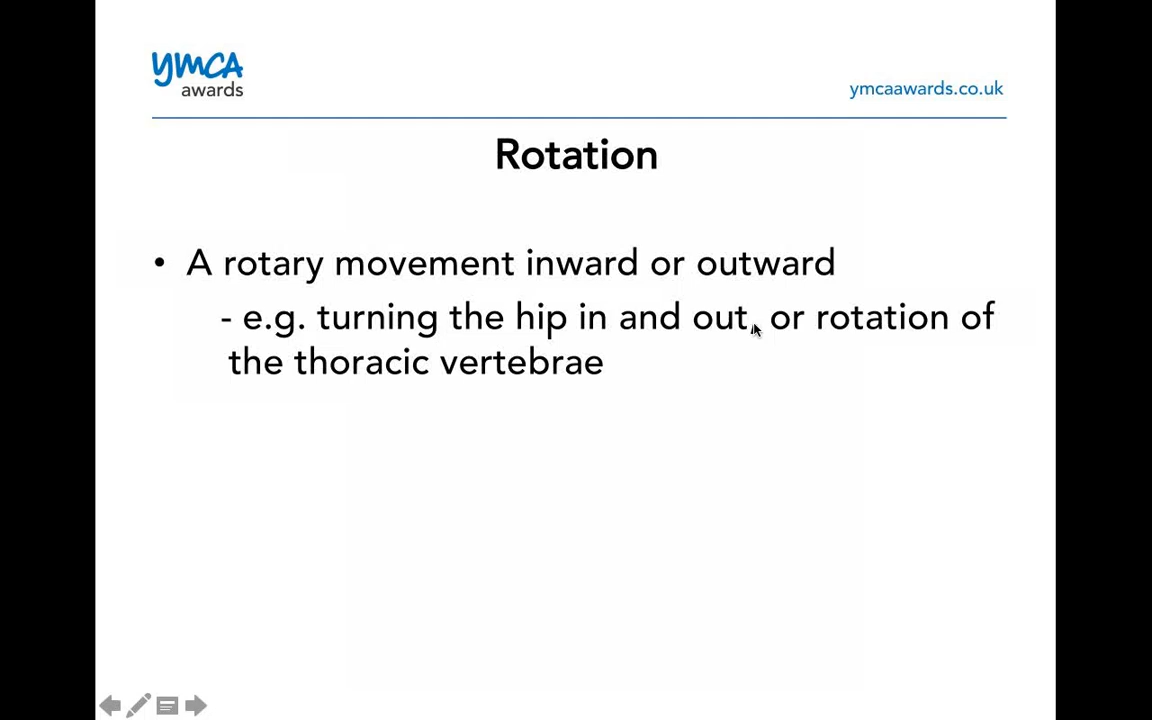 ymca
awards
ymcaawards.co.uk
Rotation
• A rotary movement inward or outward
- e.g. turning the hip in and out, or rotation of
the thoracic vertebrae